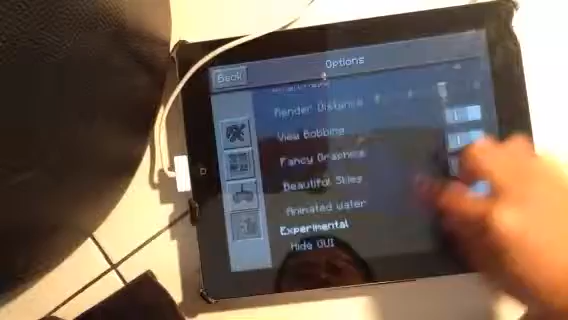 Options
Back
Render Distance
View Bobbing
Fancy Graphics
Beautiful Skies
Animated water
Experimental
Hide GUI